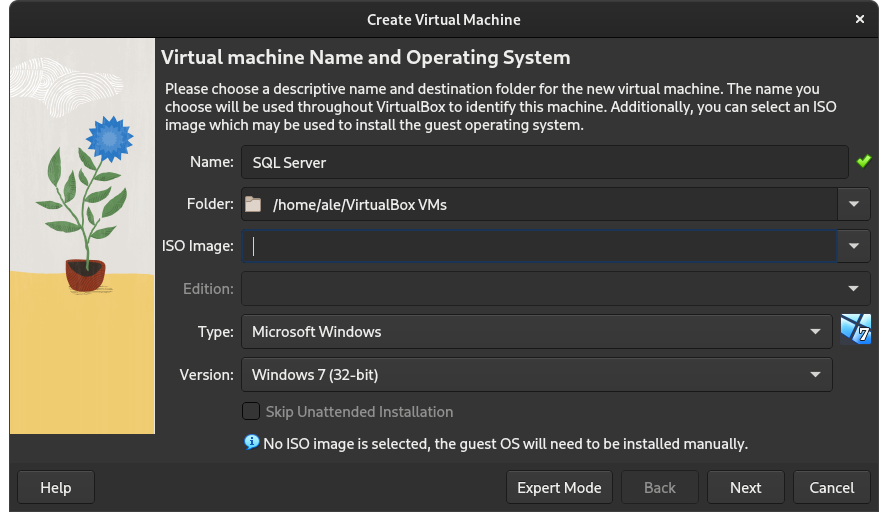 Create Virtual Machine
Virtual machine Name and Operating System
Please choose a descriptive name and destination folder for the new virtual machine. The name you
choose will be used throughout VirtualBox to identify this machine. Additionally, you can select an ISO
image which may be used to install the guest operating system.
Name: SQL Server
Folder: /home/ale/VirtualBox VMs
ISO Image:
Edition:
Type: Microsoft Windows
7
Version: Windows 7 (32-bit)
Skip Unattended Installation
No ISO image is selected, the guest OS will need to be installed manually.
Help Expert Mode Back Next Cancel